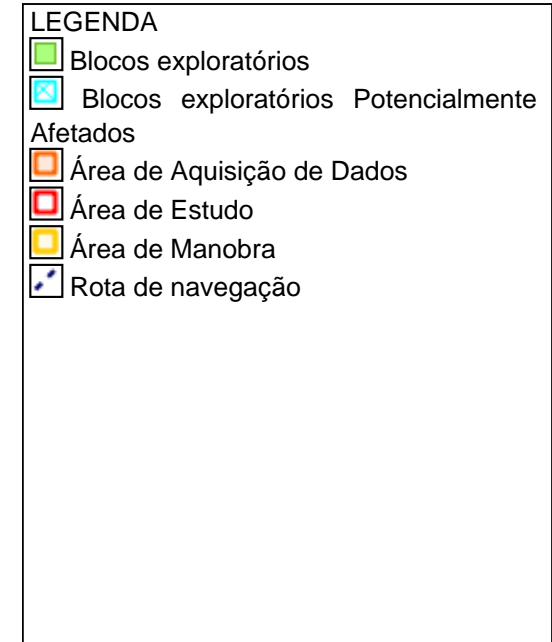 LEGENDA
Blocos exploratórios
Blocos exploratórios Potencialmente
Afetados
Área de Aquisição de Dados
Área de Estudo
Área de Manobra
Rota de navegação